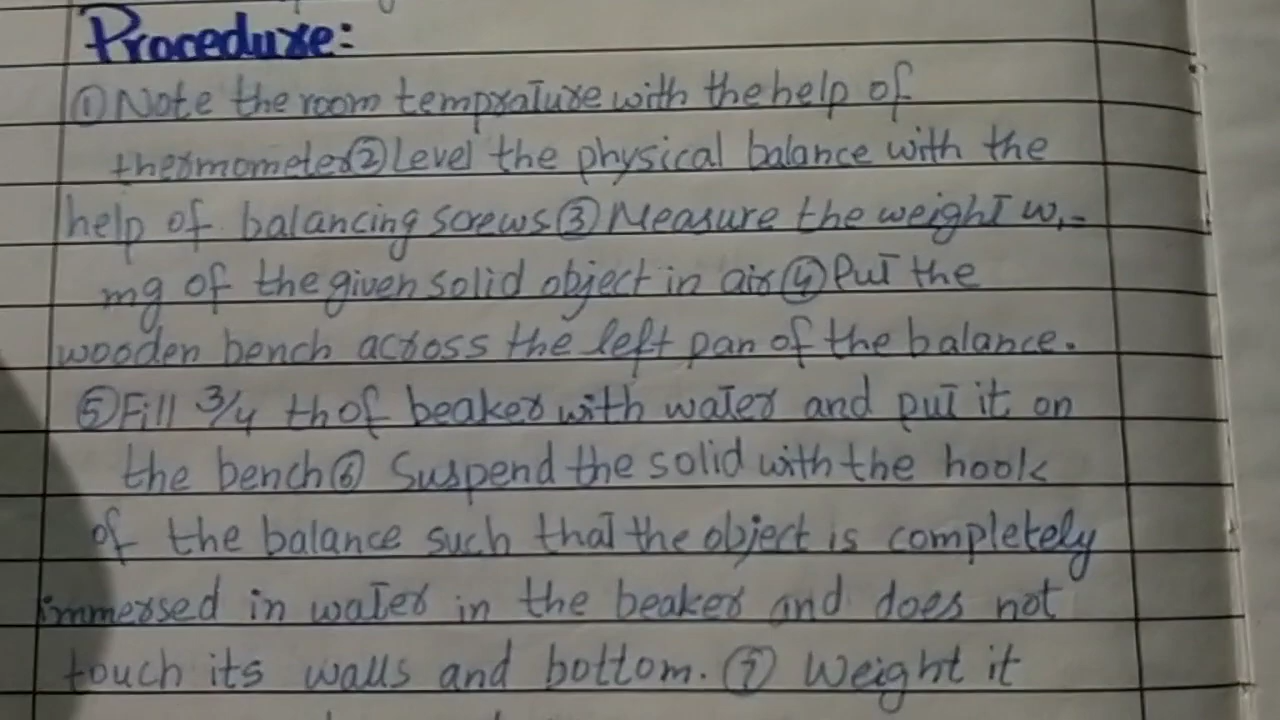 Procedure:
①Note the room temprature with the help of
thermometer②Level the physical balance with the
help of balancing screws③Measure the weight w₁=
mg of the given solid object in air④Put the
wooden bench across the left pan of the balance.
⑤Fill 3/4 th of beaker with water and put it on
the bench⑥ Suspend the solid with the hook
of the balance such that the object is completely
immersed in water in the beaker and does not
touch its walls and bottom. ⑦ Weight it